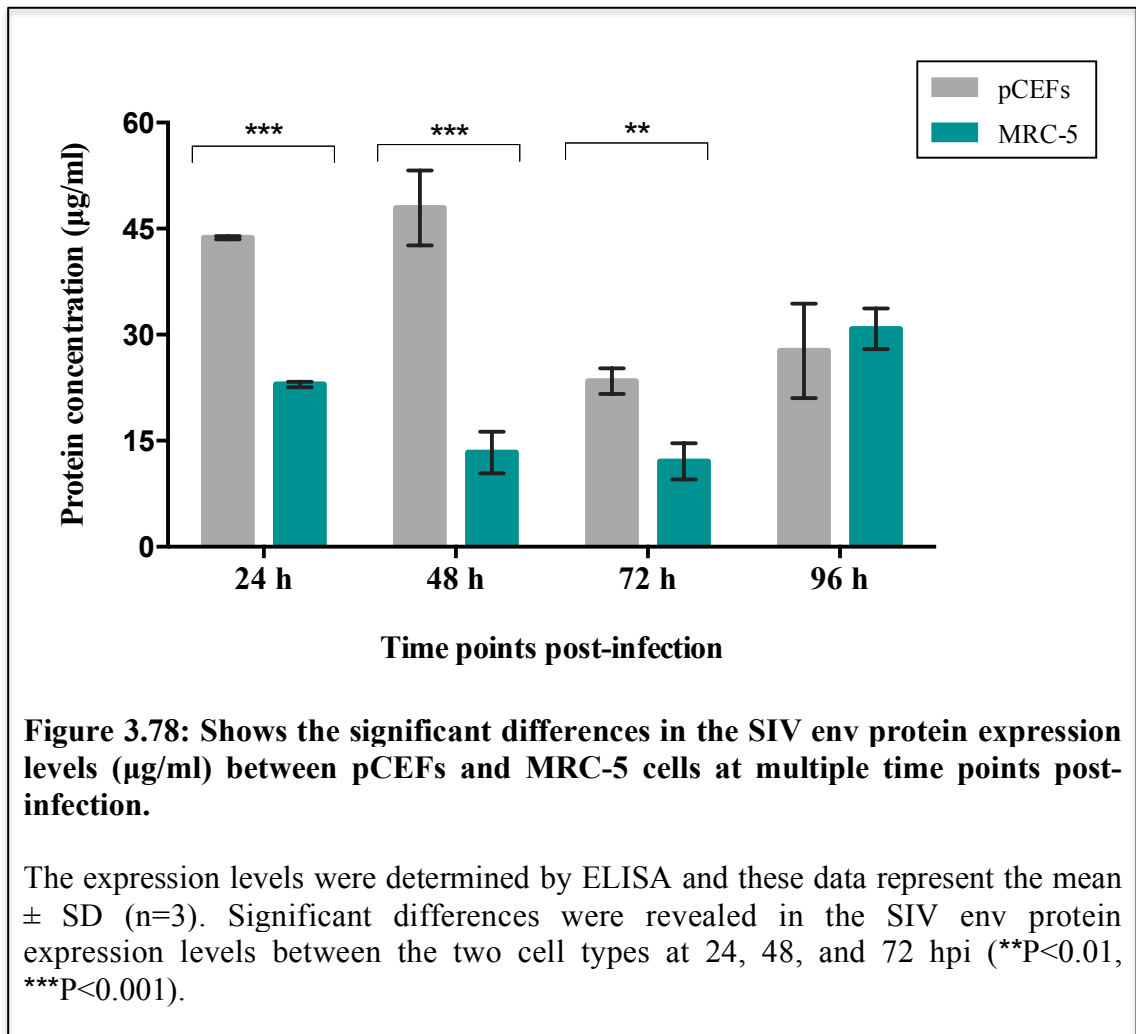 pCEFs
MRC-5
Protein concentration (µg/ml)
60
45
30
15
0
*** *** **
24 h 48 h 72 h 96 h
Time points post-infection
Figure 3.78: Shows the significant differences in the SIV env protein expression
levels (µg/ml) between pCEFs and MRC-5 cells at multiple time points post-
infection.
The expression levels were determined by ELISA and these data represent the mean
± SD (n=3). Significant differences were revealed in the SIV env protein
expression levels between the two cell types at 24, 48, and 72 hpi (**P<0.01,
***P<0.001).